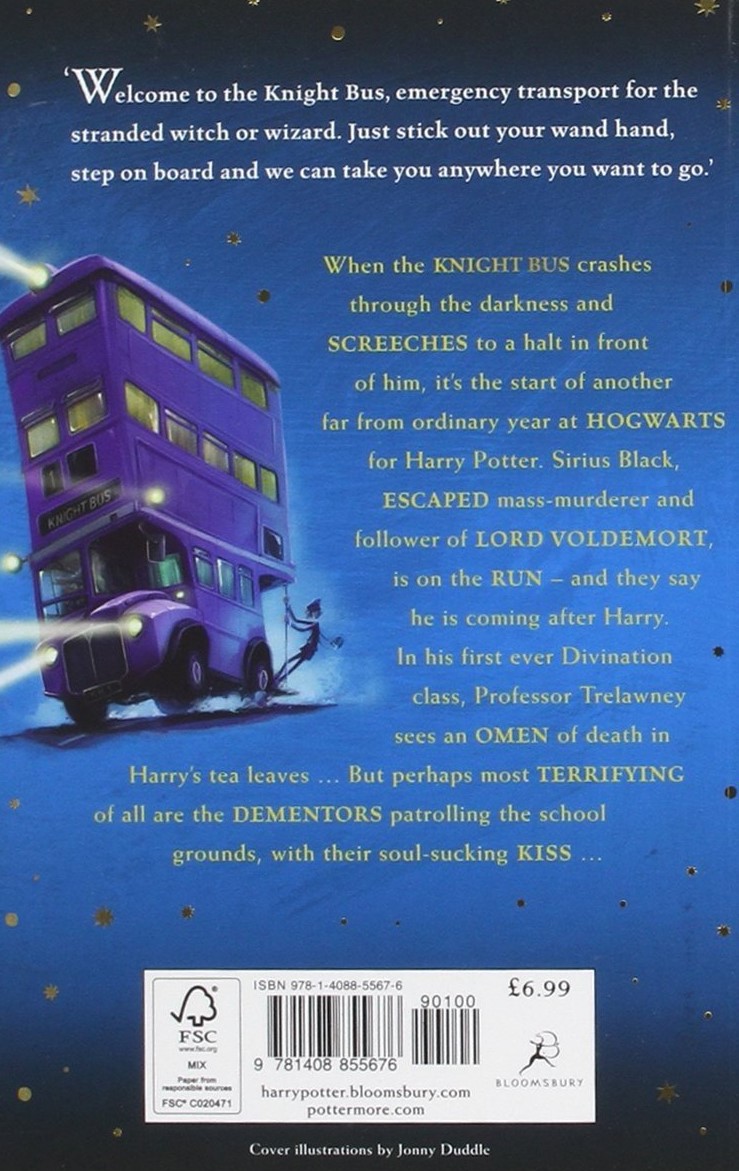 ‘Welcome to the Knight Bus, emergency transport for the
stranded witch or wizard. Just stick out your wand hand,
step on board and we can take you anywhere you want to go.’
When the KNIGHT BUS crashes
through the darkness and
SCREECHES to a halt in front
of him, it’s the start of another
far from ordinary year at HOGWARTS
for Harry Potter. Sirius Black,
ESCAPED mass-murderer and
follower of LORD VOLDEMORT,
is on the RUN – and they say
he is coming after Harry.
In his first ever Divination
class, Professor Trelawney
sees an OMEN of death in
Harry’s tea leaves ... But perhaps most TERRIFYING
of all are the DEMENTORS patrolling the school
grounds, with their soul-sucking KISS ...
KNIGHT BUS
FSC
www.fsc.org
MIX
Paper from
responsible sources
FSC® C020471
ISBN 978-1-4088-5567-6
90100
9 781408 855676
harrypotter.bloomsbury.com
pottermore.com
£6.99
BLOOMSBURY
Cover illustrations by Jonny Duddle